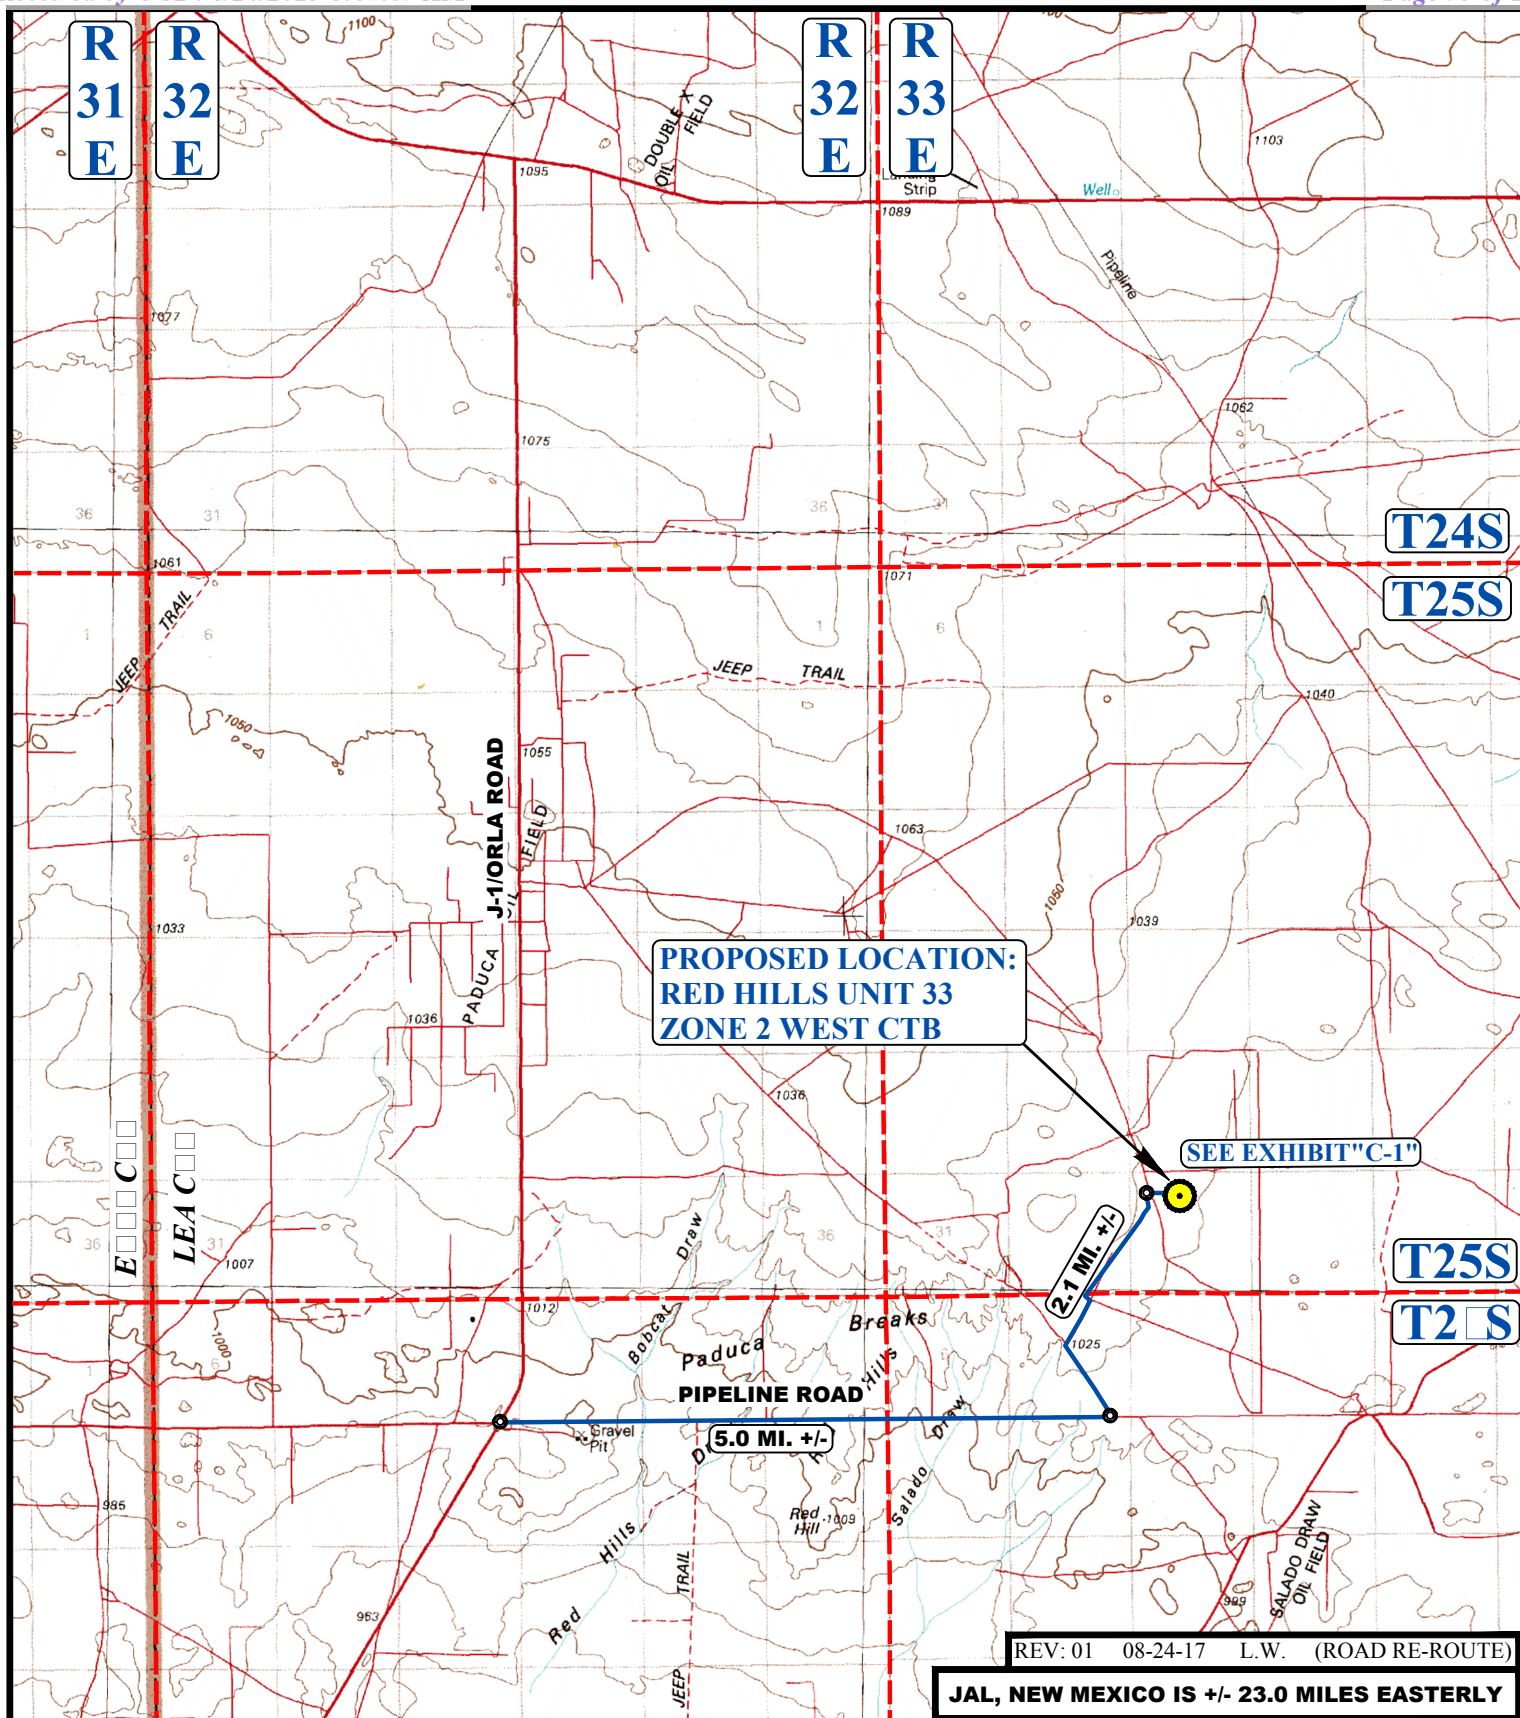 1100
R
31
E
R
32
E
R
32
E
R
33
E
DOUBLE X
OIL FIELD
1095
1103
Landing
Strip
Well
1089
Pipeline
1077
1062
1075
36
31
36
31
T24S
1061
1071
T25S
JEEP TRAIL
1
6
1
6
JEEP TRAIL
1040
1050
1055
J-1/ORLA ROAD
FIELD
1063
1050
1033
1039
PADUCA
OIL
PROPOSED LOCATION:
RED HILLS UNIT 33
ZONE 2 WEST CTB
1036
1036
SEE EXHIBIT"C-1"
E□□□□ C□□
LEA C□□
36
31
36
31
Draw
2.1 MI. +/-
1007
T25S
1012
T2□S
Bobcat
Breaks
Paduca
1000
6
1
1025
Hills
PIPELINE ROAD
Draw
5.0 MI. +/-
Gravel
Pit
985
Red
Hill
1009
Salado
Hills
TRAIL
SALADO DRAW
OIL FIELD
963
999
Red
JEEP
REV: 01 08-24-17 L.W. (ROAD RE-ROUTE)
JAL, NEW MEXICO IS +/- 23.0 MILES EASTERLY